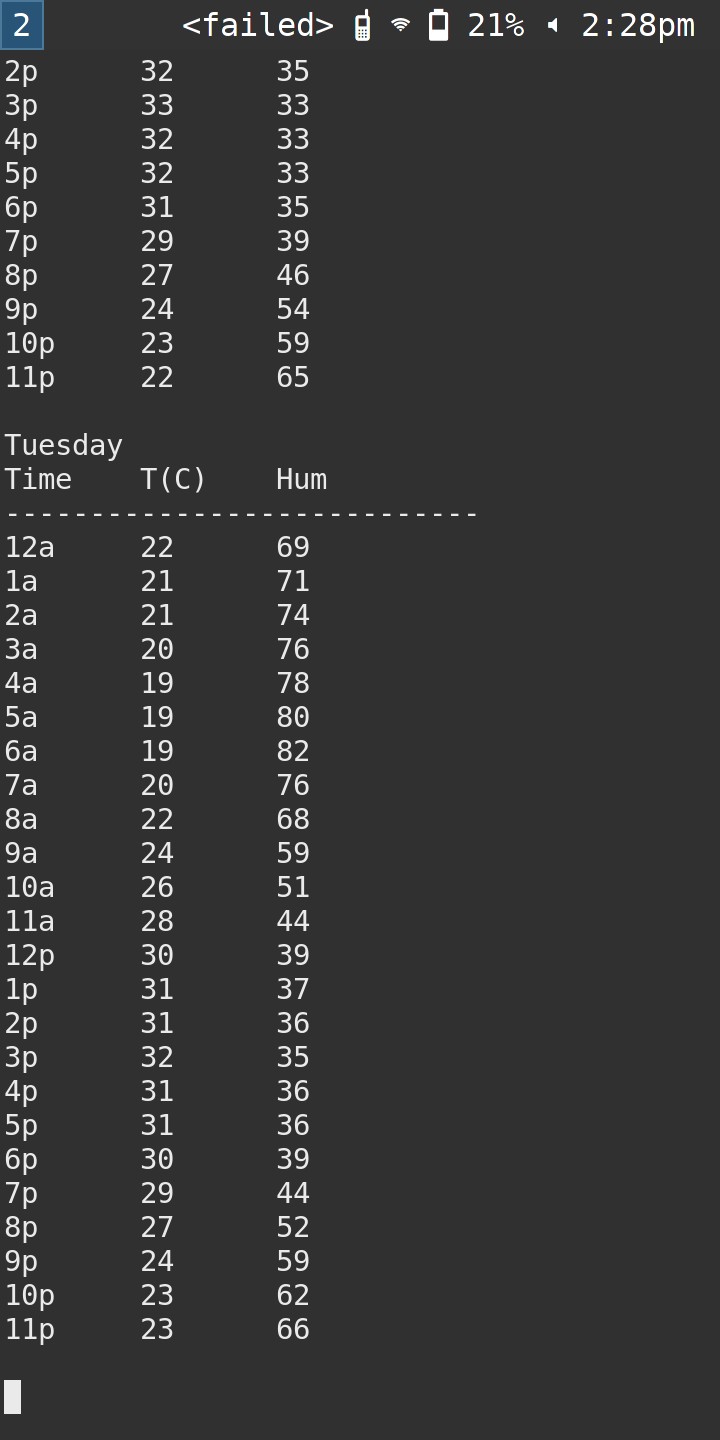 2 <failed> 21% 2:28pm
2p 32 35
3p 33 33
4p 32 33
5p 32 33
6p 31 35
7p 29 39
8p 27 46
9p 24 54
10p 23 59
11p 22 65
Tuesday
Time T(C) Hum
----------------------------
12a 22 69
1a 21 71
2a 21 74
3a 20 76
4a 19 78
5a 19 80
6a 19 82
7a 20 76
8a 22 68
9a 24 59
10a 26 51
11a 28 44
12p 30 39
1p 31 37
2p 31 36
3p 32 35
4p 31 36
5p 31 36
6p 30 39
7p 29 44
8p 27 52
9p 24 59
10p 23 62
11p 23 66